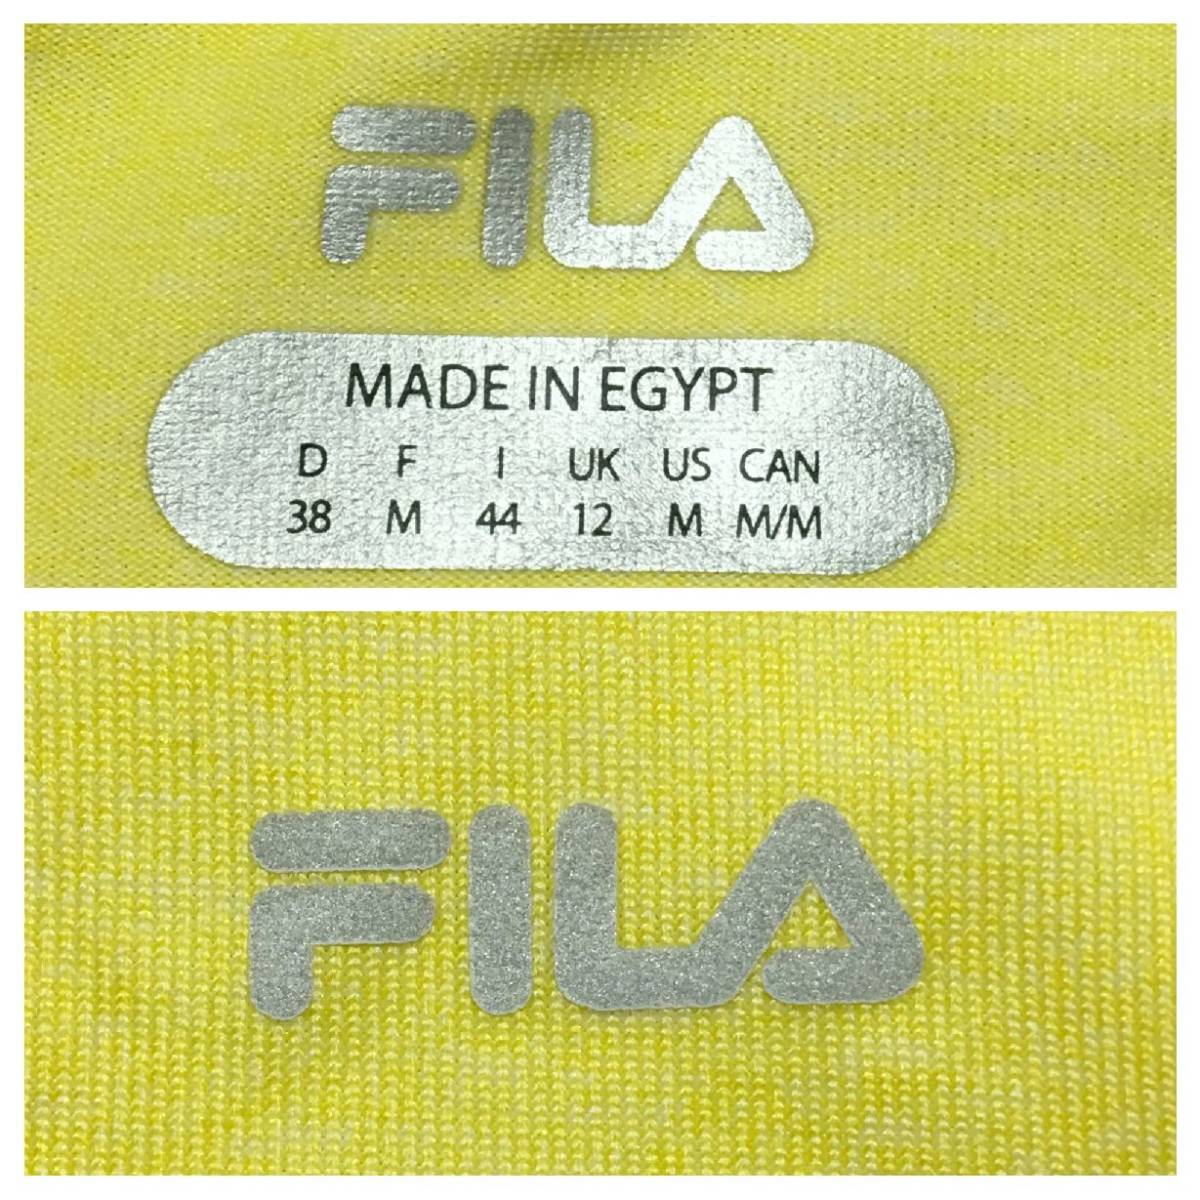 FILA
MADE IN EGYPT
D F I UK US CAN
38 M 44 12 M M/M
FILA